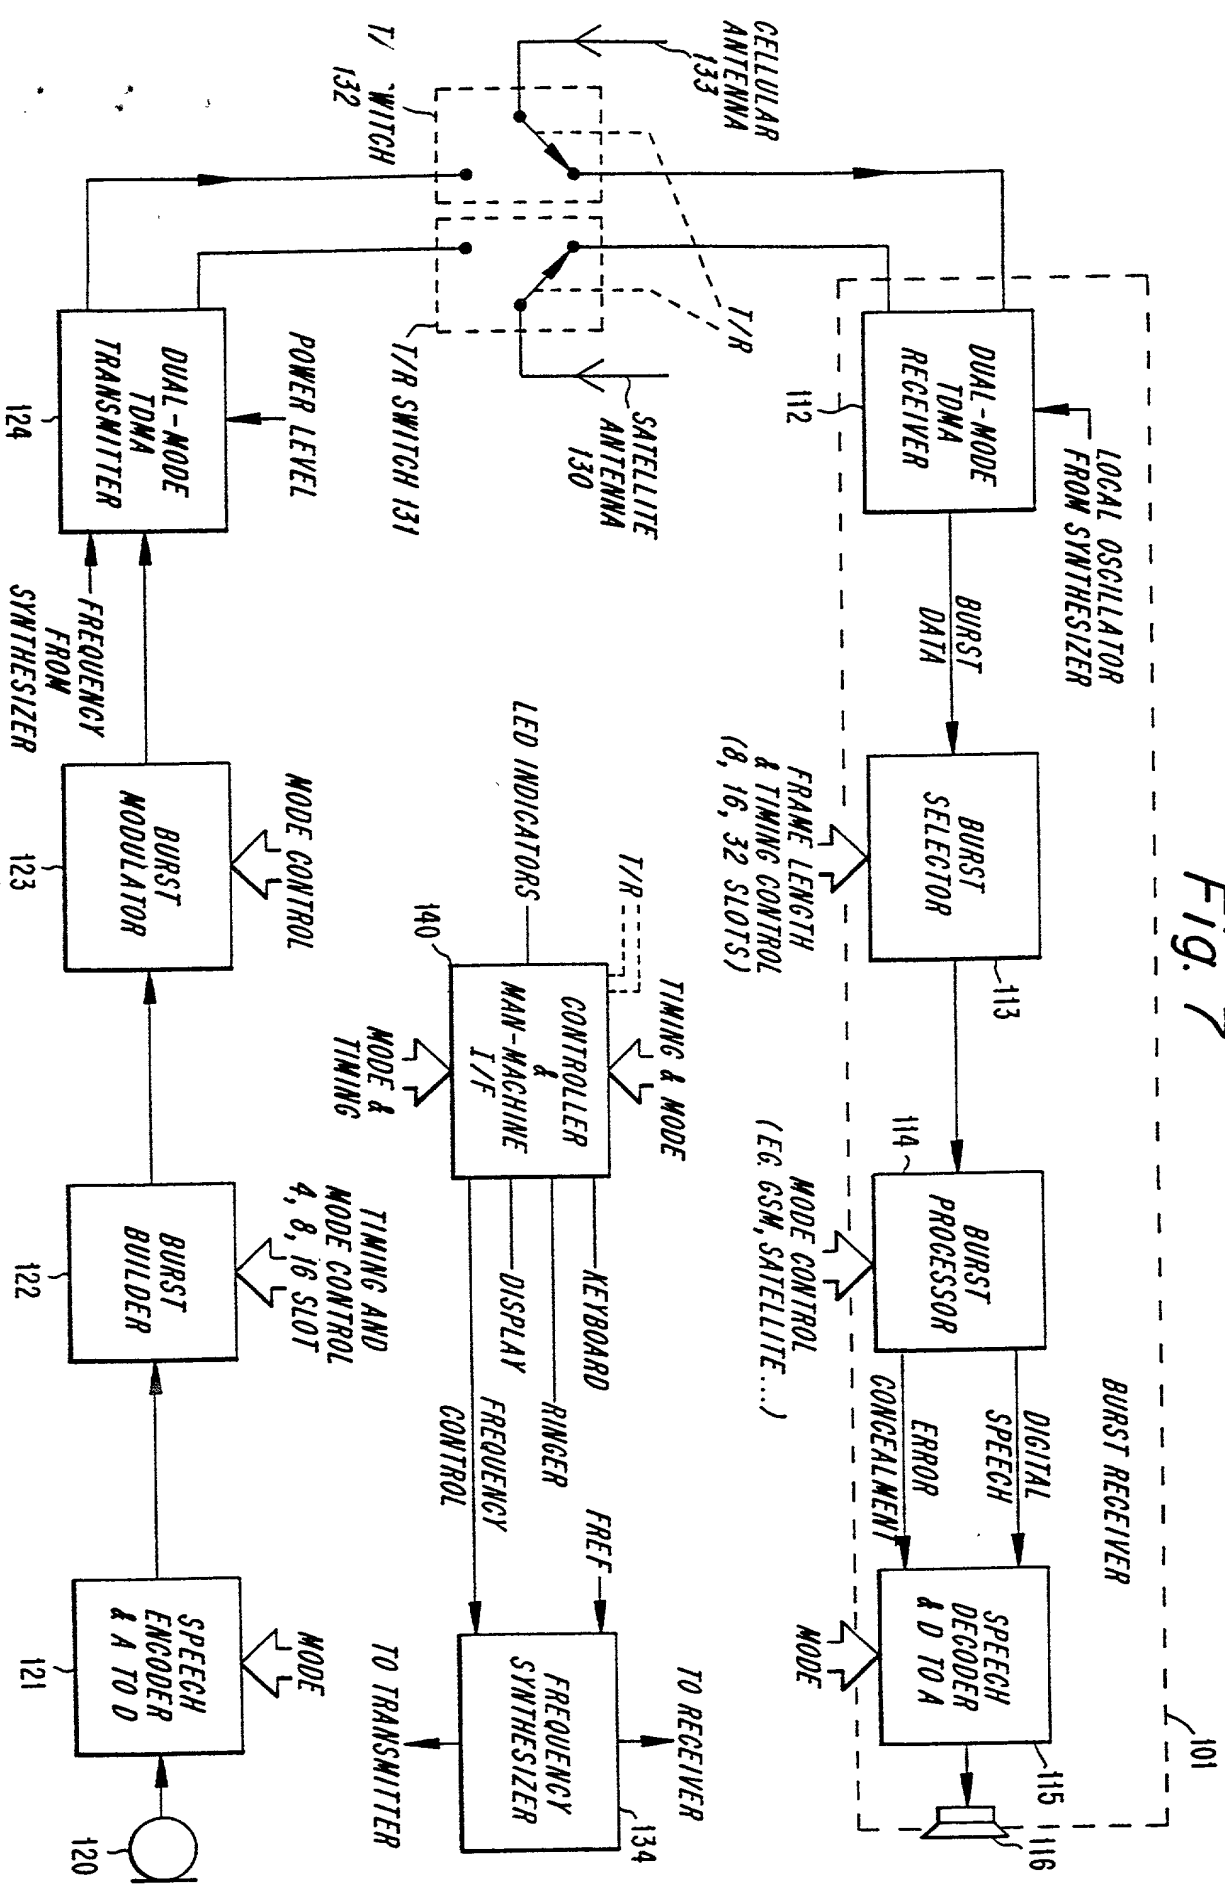 Fig. 7
101
BURST RECEIVER
LOCAL OSCILLATOR
FROM SYNTHESIZER
CELLULAR
ANTENNA
133
DUAL-MODE
TDMA
RECEIVER
112
BURST
DATA
BURST
SELECTOR
113
FRAME LENGTH
& TIMING CONTROL
(8, 16, 32 SLOTS)
BURST
PROCESSOR
114
MODE CONTROL
(EG. GSM, SATELLITE...)
DIGITAL
SPEECH
ERROR
CONCEALMENT
SPEECH
DECODER
& D TO A
115
MODE
116
T/R
SATELLITE
ANTENNA
130
T/ WITCH
132
T/R SWITCH 131
T/R
TIMING & MODE
LED INDICATORS
CONTROLLER
&
MAN-MACHINE
I/F
140
MODE &
TIMING
KEYBOARD
RINGER
DISPLAY
FREQUENCY
CONTROL
FREF
FREQUENCY
SYNTHESIZER
134
TO RECEIVER
TO TRANSMITTER
POWER LEVEL
DUAL-MODE
TDMA
TRANSMITTER
124
FREQUENCY
FROM
SYNTHESIZER
MODE CONTROL
BURST
MODULATOR
123
TIMING AND
MODE CONTROL
4, 8, 16 SLOT
BURST
BUILDER
122
MODE
SPEECH
ENCODER
& A TO D
121
120